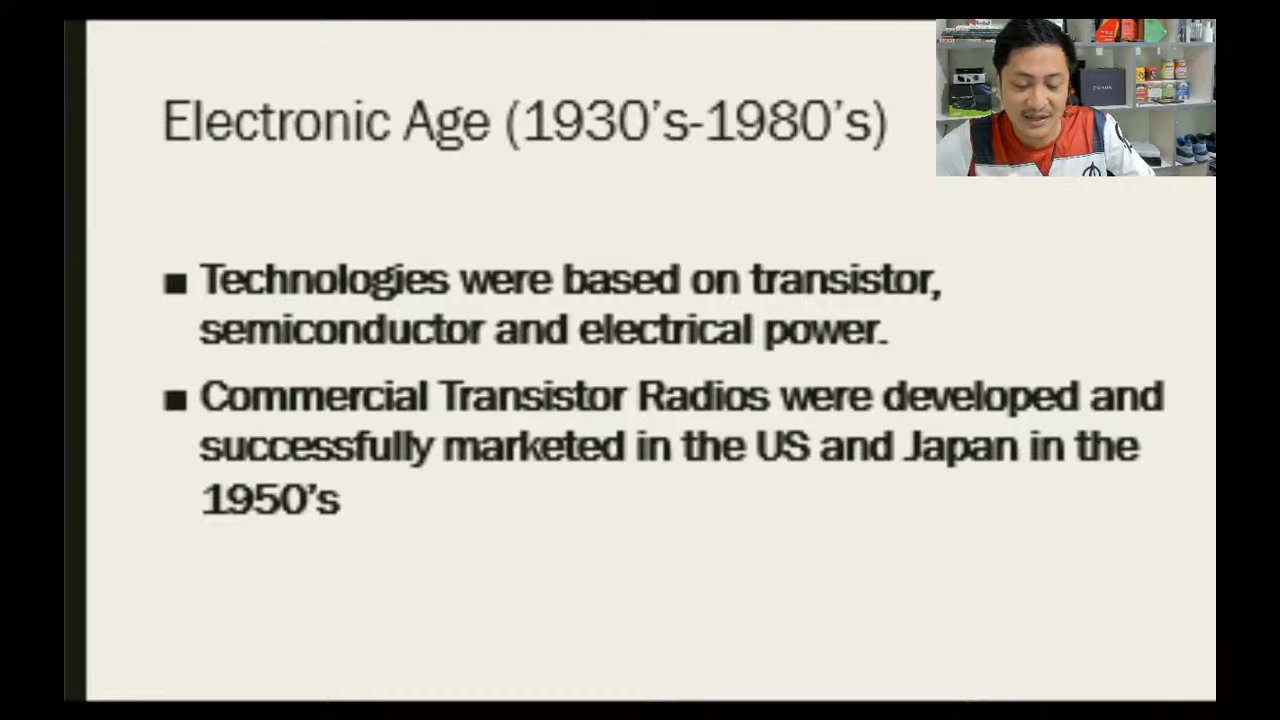 Electronic Age (1930's-1980's)
■ Technologies were based on transistor,
semiconductor and electrical power.
■ Commercial Transistor Radios were developed and
successfully marketed in the US and Japan in the
1950's